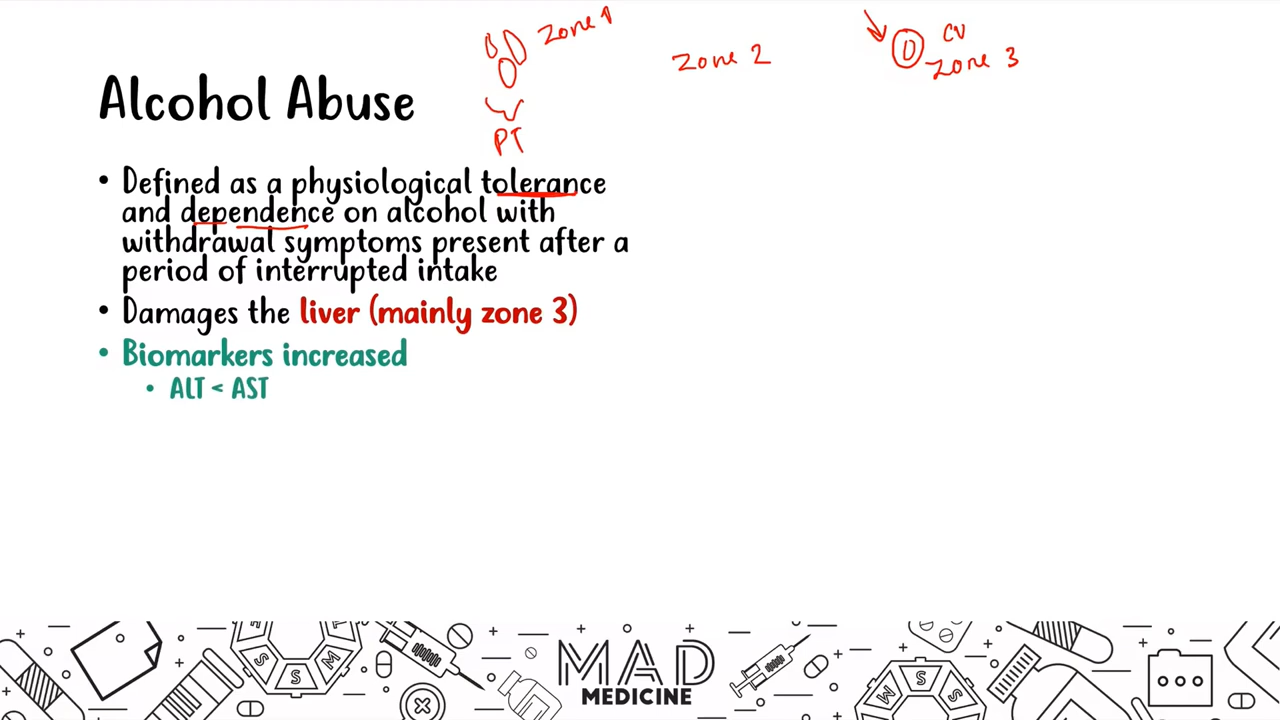 Zone 1
Zone 2
CV
Zone 3
PT
Alcohol Abuse
• Defined as a physiological tolerance
and dependence on alcohol with
withdrawal symptoms present after a
period of interrupted intake
• Damages the liver (mainly zone 3)
• Biomarkers increased
• ALT < AST
S S M
MAD
MEDICINE
M S S